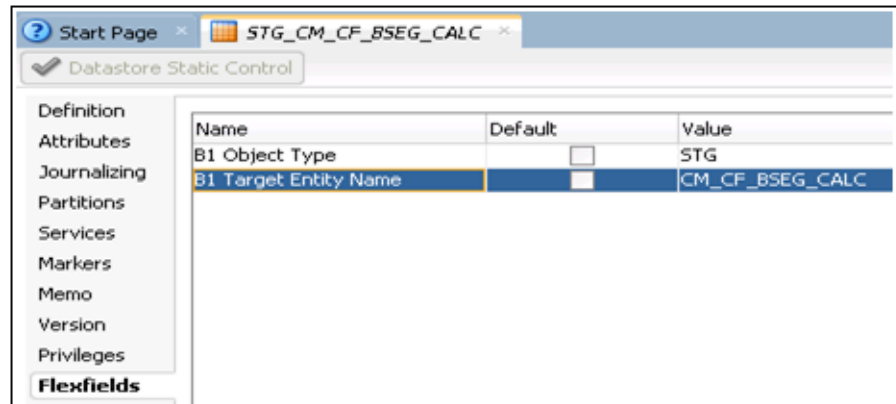 Start Page STG_CM_CF_BSEG_CALC
Datastore Static Control
Definition
Attributes
Journalizing
Partitions
Services
Markers
Memo
Version
Privileges
Flexfields
Name Default Value
B1 Object Type STG
B1 Target Entity Name CM_CF_BSEG_CALC